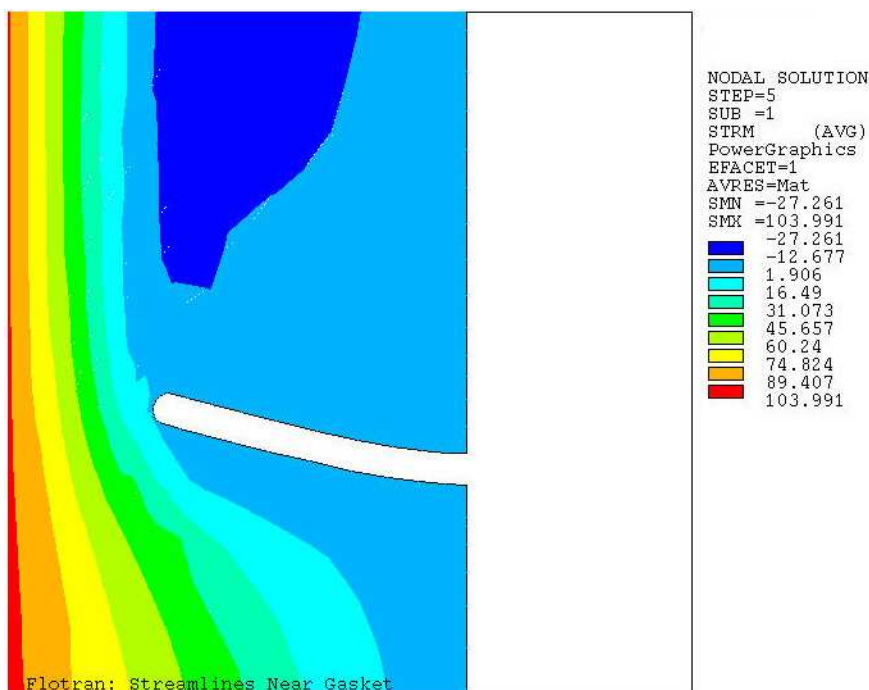 NODAL SOLUTION
STEP=5
SUB =1
STRM (AVG)
PowerGraphics
EFACET=1
AVRES=Mat
SMN =-27.261
SMX =103.991
-27.261
-12.677
1.906
16.49
31.073
45.657
60.24
74.824
89.407
103.991
Flotran: Streamlines Near Gasket